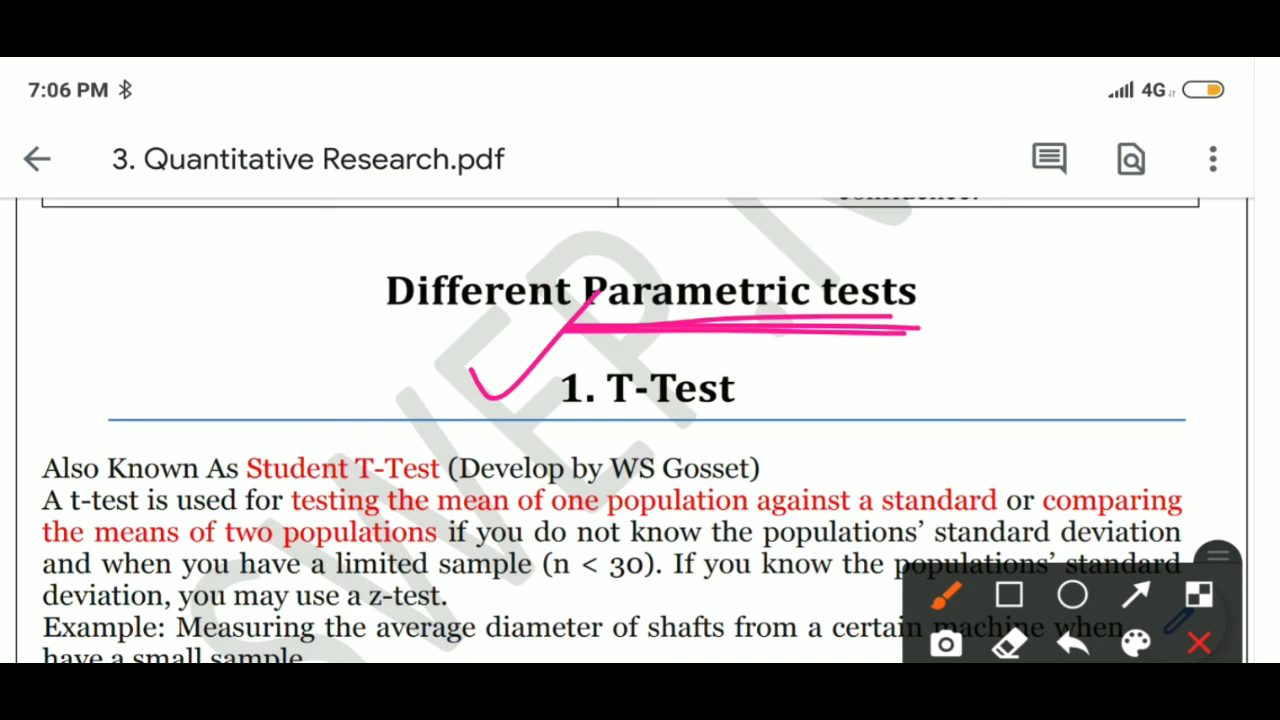 7:06 PM
4G
3. Quantitative Research.pdf
confidence.
Different Parametric tests
1. T-Test
Also Known As Student T-Test (Develop by WS Gosset)
A t-test is used for testing the mean of one population against a standard or comparing
the means of two populations if you do not know the populations’ standard deviation
and when you have a limited sample (n < 30). If you know the populations’ standard
deviation, you may use a z-test.
Example: Measuring the average diameter of shafts from a certain machine when
have a small sample